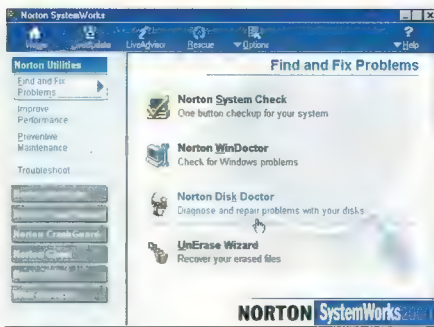 Norton SystemWorks
Home LiveUpdate LiveAdvisor Rescue Options Help
Norton Utilities
Find and Fix
Problems
Improve
Performance
Preventive
Maintenance
Troubleshoot
Norton CrashGuard
Find and Fix Problems
Norton System Check
One button checkup for your system
Norton WinDoctor
Check for Windows problems
Norton Disk Doctor
Diagnose and repair problems with your disks
UnErase Wizard
Recover your erased files
NORTON SystemWorks